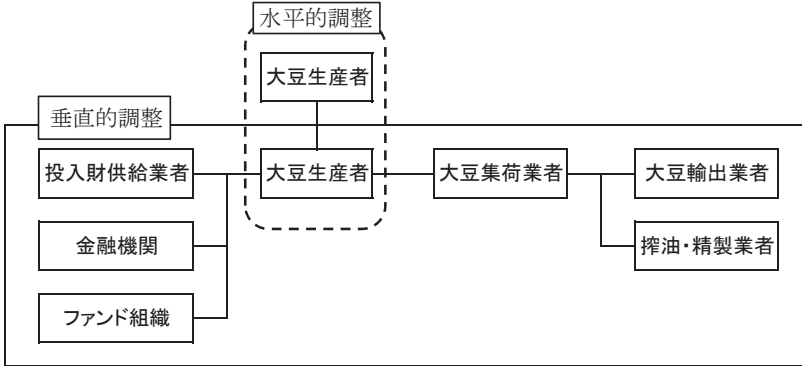 水平的調整
大豆生産者
垂直的調整
投入財供給業者
大豆生産者
大豆集荷業者
大豆輸出業者
金融機関
搾油・精製業者
ファンド組織